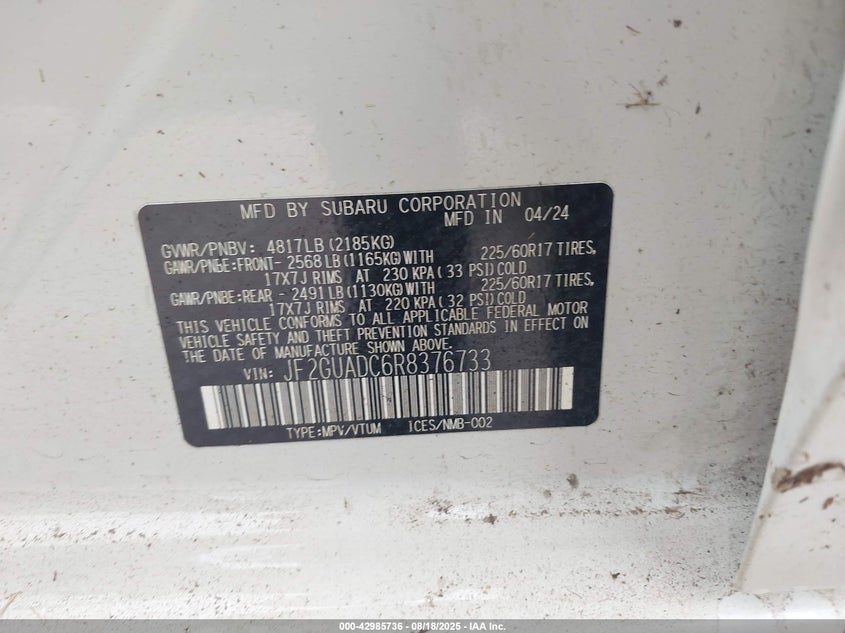 MFD BY SUBARU CORPORATION
MFD IN 04/24
GVWR/PNBV: 4817LB(2185KG)
GAWR/PNBE:FRONT- 2568LB(1165KG)WITH 225/60R17 TIRES,
17X7J RIMS AT 230 KPA(33 PSI)COLD
GAWR/PNBE:REAR - 2491LB(1130KG)WITH 225/60R17 TIRES,
17X7J RIMS AT 220 KPA(32 PSI)COLD
THIS VEHICLE CONFORMS TO ALL APPLICABLE FEDERAL MOTOR
VEHICLE SAFETY AND THEFT PREVENTION STANDARDS IN EFFECT ON
THE DATE OF MANUFACTURE SHOWN ABOVE.
VIN: JF2GUADC6R8376733
TYPE:MPV/VTUM ICES/NMB-002
000-42985736 - 08/18/2025 - IAA Inc.